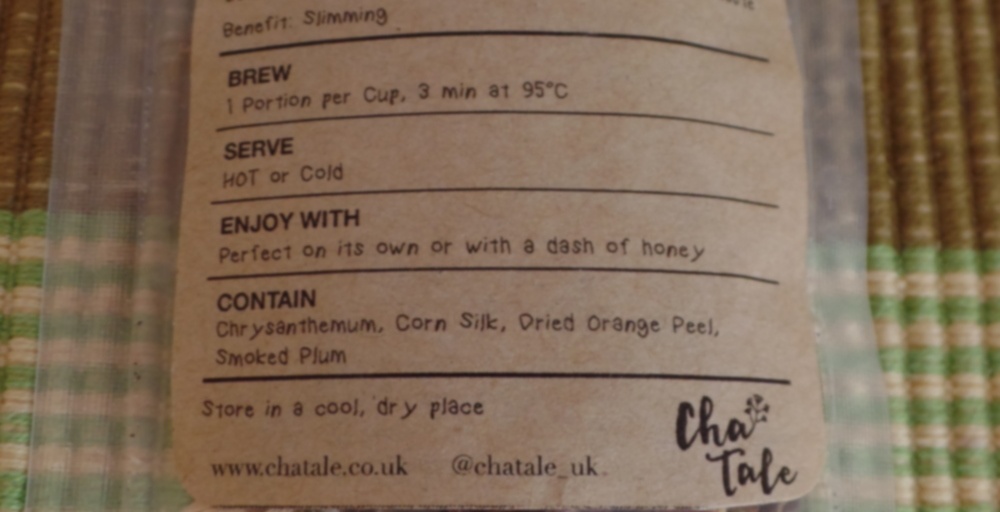 Benefit: Slimming
BREW
1 Portion per Cup, 3 min at 95°C
SERVE
HOT or Cold
ENJOY WITH
Perfect on its own or with a dash of honey
CONTAIN
Chrysanthemum, Corn Silk, Dried Orange Peel,
Smoked Plum
Store in a cool, dry place
Cha
Tale
www.chatale.co.uk @chatale_uk